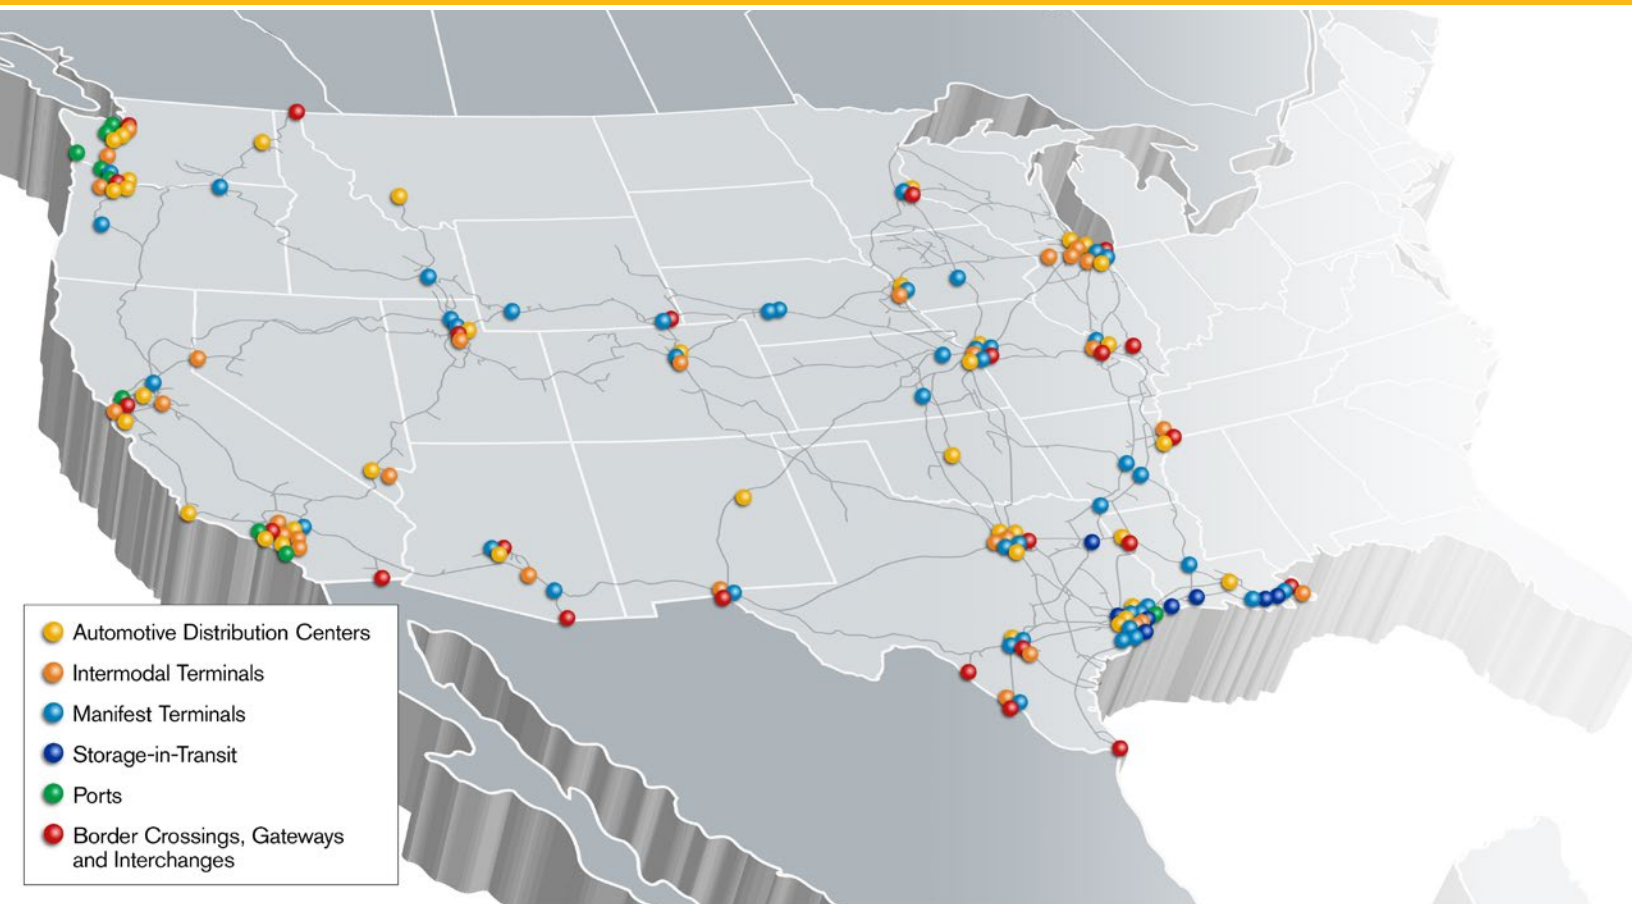 Automotive Distribution Centers
Intermodal Terminals
Manifest Terminals
Storage-in-Transit
Ports
Border Crossings, Gateways
and Interchanges